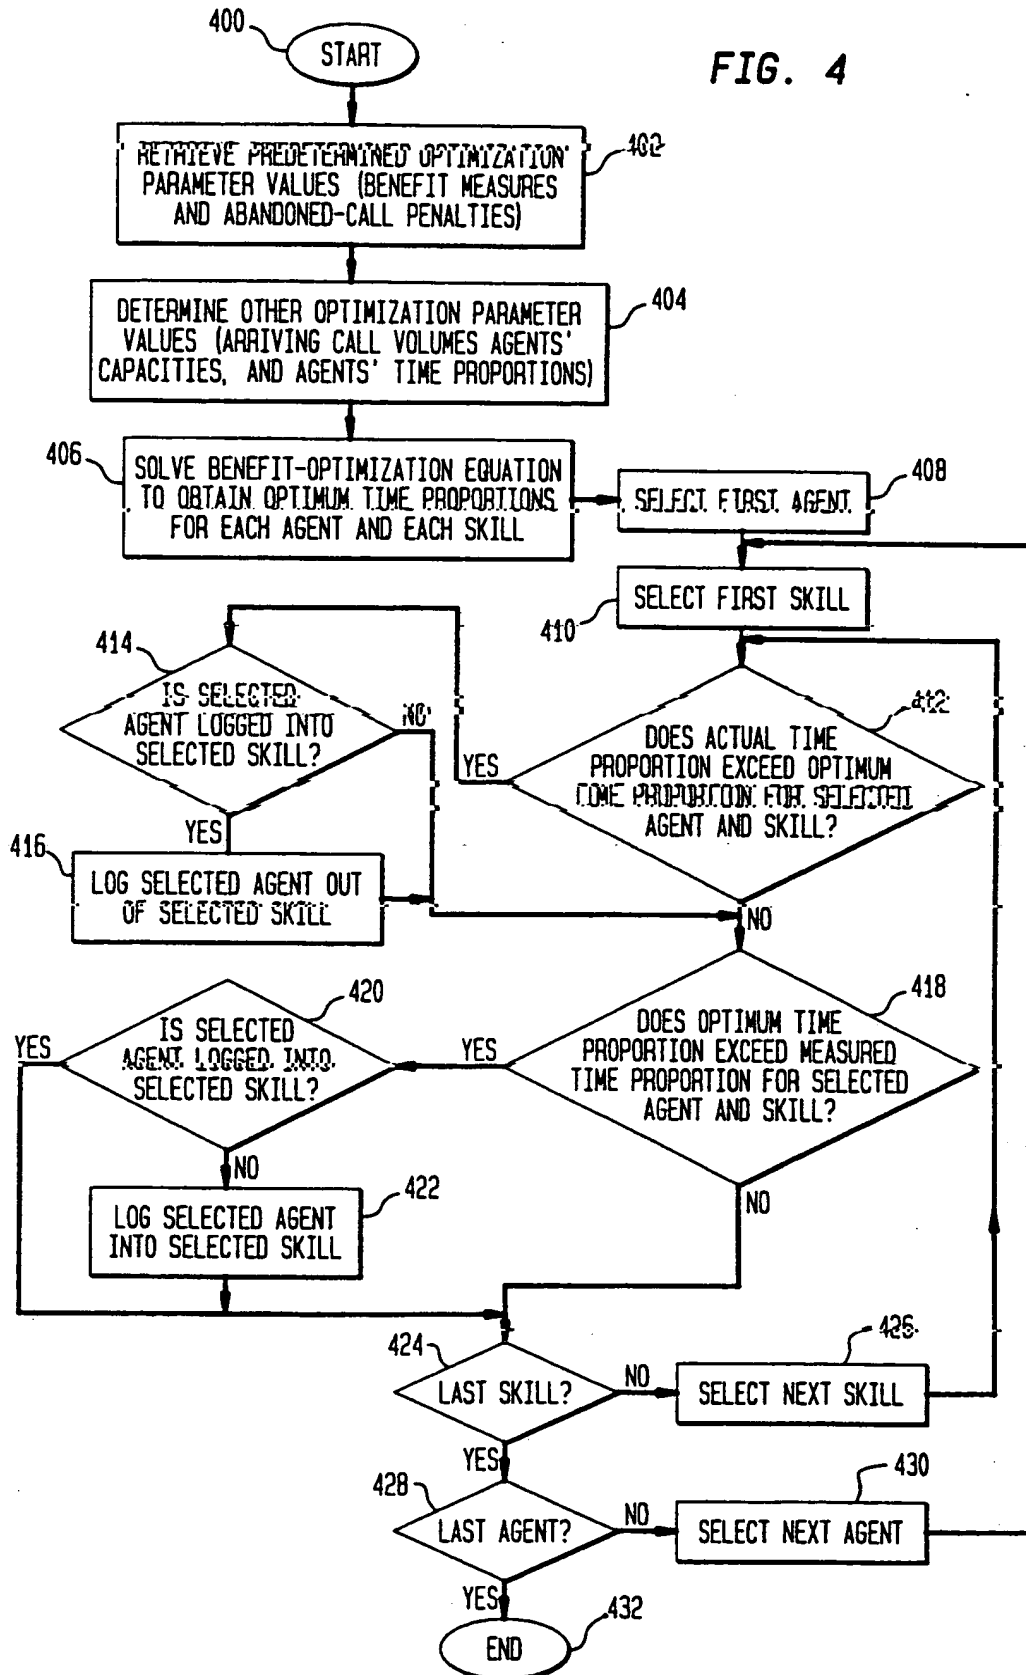 400
START
FIG. 4
402
RETRIEVE PREDETERMINED OPTIMIZATION
PARAMETER VALUES (BENEFIT MEASURES
AND ABANDONED-CALL PENALTIES)
404
DETERMINE OTHER OPTIMIZATION PARAMETER
VALUES (ARRIVING CALL VOLUMES AGENTS'
CAPACITIES, AND AGENTS' TIME PROPORTIONS)
406
SOLVE BENEFIT-OPTIMIZATION EQUATION
TO OBTAIN OPTIMUM TIME PROPORTIONS
FOR EACH AGENT AND EACH SKILL
408
SELECT FIRST AGENT
410
SELECT FIRST SKILL
412
DOES ACTUAL TIME
PROPORTION EXCEED OPTIMUM
TIME PROPORTION FOR SELECTED
AGENT AND SKILL?
YES
NO
414
IS SELECTED
AGENT LOGGED INTO
SELECTED SKILL?
NO
YES
416
LOG SELECTED AGENT OUT
OF SELECTED SKILL
418
DOES OPTIMUM TIME
PROPORTION EXCEED MEASURED
TIME PROPORTION FOR SELECTED
AGENT AND SKILL?
YES
NO
420
IS SELECTED
AGENT LOGGED INTO
SELECTED SKILL?
YES
NO
422
LOG SELECTED AGENT
INTO SELECTED SKILL
424
LAST SKILL?
NO
YES
426
SELECT NEXT SKILL
428
LAST AGENT?
NO
YES
430
SELECT NEXT AGENT
432
END